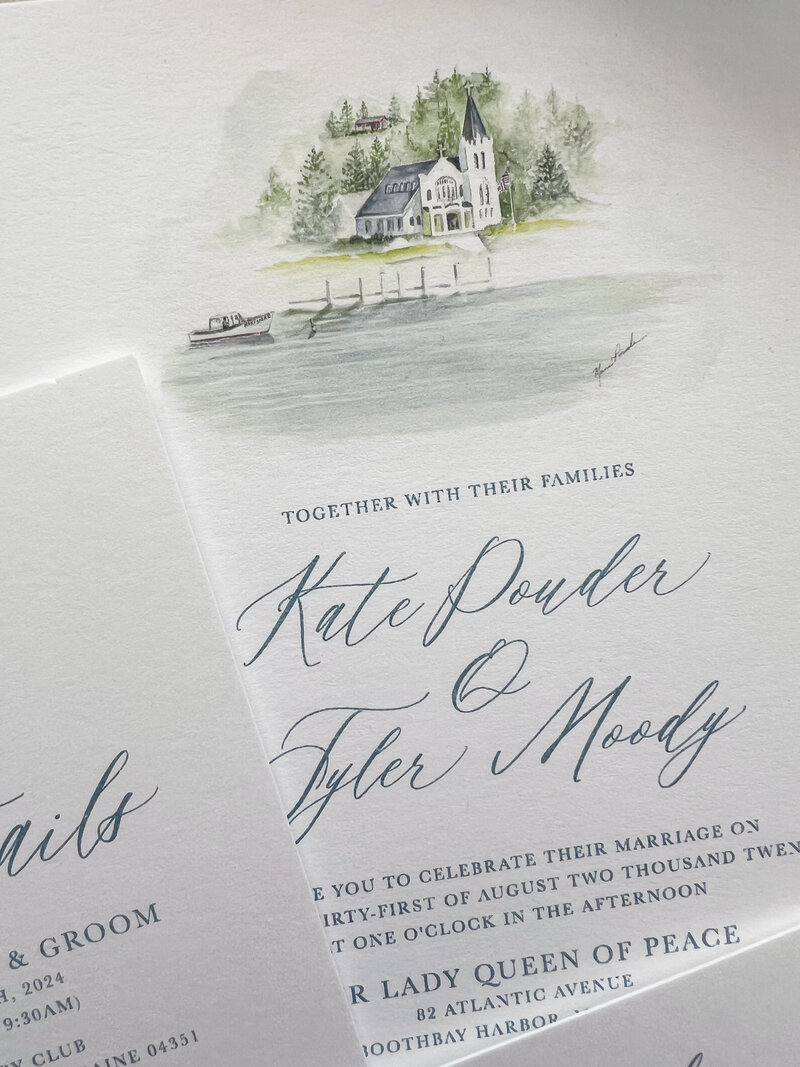 TOGETHER WITH THEIR FAMILIES
Kate Pouder
&
Tyler Moody
E YOU TO CELEBRATE THEIR MARRIAGE ON
IRTY-FIRST OF AUGUST TWO THOUSAND TWEN
T ONE O'CLOCK IN THE AFTERNOON
R LADY QUEEN OF PEACE
82 ATLANTIC AVENUE
BOOTHBAY HARBOR,
ails
& GROOM
H, 2024
9:30AM)
Y CLUB
AINE 04351